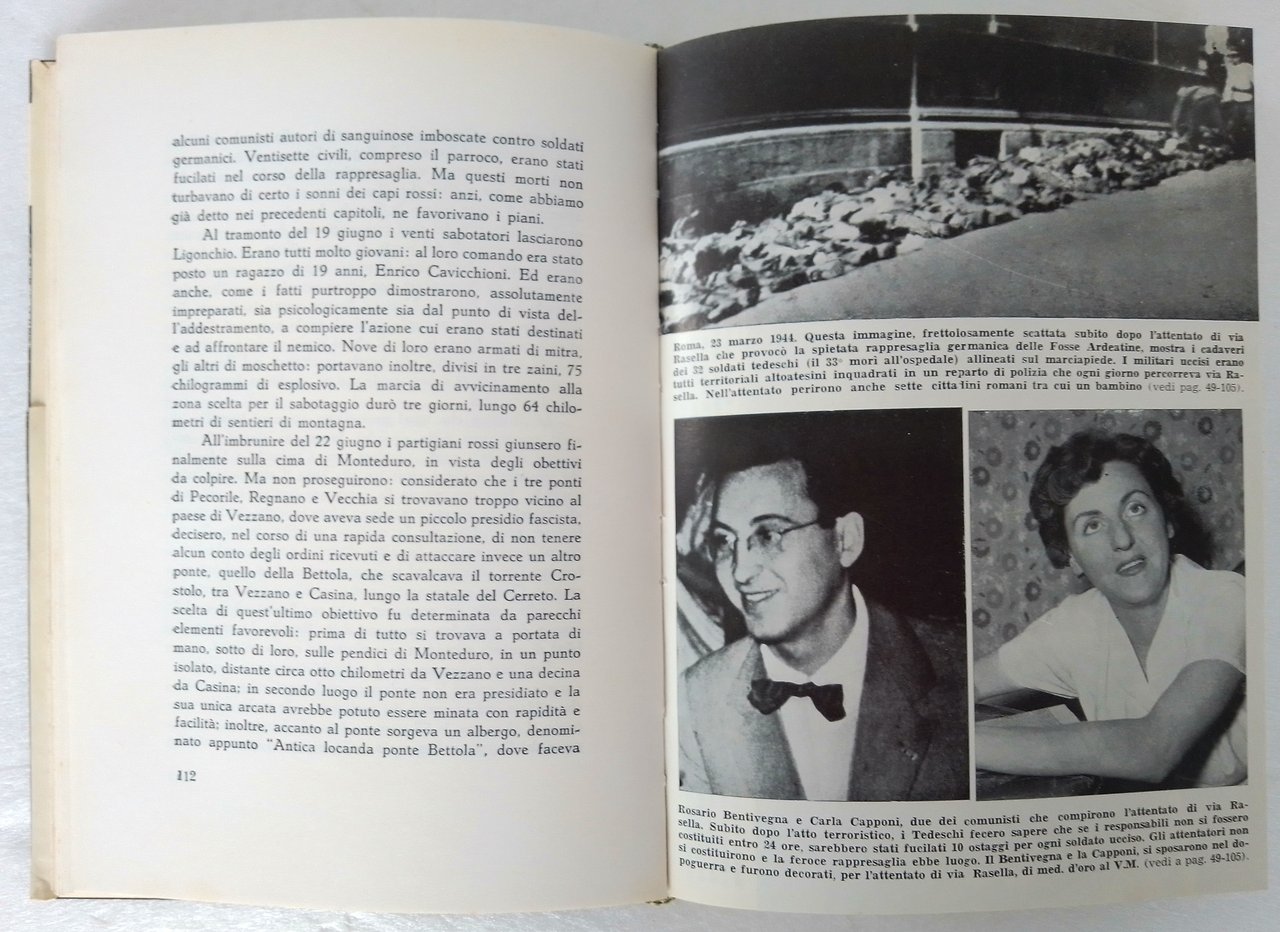 alcuni comunisti autori di sanguinose imboscate contro soldati
germanici. Ventisette civili, compreso il parroco, erano stati
fucilati nel corso della rappresaglia. Ma questi morti non
turbavano di certo i sonni dei capi rossi: anzi, come abbiamo
già detto nei precedenti capitoli, ne favorivano i piani.
Al tramonto del 19 giugno i venti sabotatori lasciarono
Ligonchio. Erano tutti molto giovani: al loro comando era stato
posto un ragazzo di 19 anni, Enrico Cavicchioni. Ed erano
anche, come i fatti purtroppo dimostrarono, assolutamente
impreparati, sia psicologicamente sia dal punto di vista del-
l'addestramento, a compiere l'azione cui erano stati destinati
e ad affrontare il nemico. Nove di loro erano armati di mitra,
gli altri di moschetto: portavano inoltre, divisi in tre zaini, 75
chilogrammi di esplosivo. La marcia di avvicinamento alla
zona scelta per il sabotaggio durò tre giorni, lungo 64 chilo-
metri di sentieri di montagna.
All'imbrunire del 22 giugno i partigiani rossi giunsero fi-
nalmente sulla cima di Monteduro, in vista degli obettivi
da colpire. Ma non proseguirono: considerato che i tre ponti
di Pecorile, Regnano e Vecchia si trovavano troppo vicino al
paese di Vezzano, dove aveva sede un piccolo presidio fascista,
decisero, nel corso di una rapida consultazione, di non tenere
alcun conto degli ordini ricevuti e di attaccare invece un altro
ponte, quello della Bettola, che scavalcava il torrente Cro-
stolo, tra Vezzano e Casina, lungo la statale del Cerreto. La
scelta di quest'ultimo obiettivo fu determinata da parecchi
elementi favorevoli: prima di tutto si trovava a portata di
mano, sotto di loro, sulle pendici di Monteduro, in un punto
isolato, distante circa otto chilometri da Vezzano e una decina
da Casina; in secondo luogo il ponte non era presidiato e la
sua unica arcata avrebbe potuto essere minata con rapidità e
facilità; inoltre, accanto al ponte sorgeva un albergo, denomi-
nato appunto "Antica locanda ponte Bettola", dove faceva
112
Roma, 23 marzo 1944. Questa immagine, frettolosamente scattata subito dopo l'attentato di via
Rasella che provocò la spietata rappresaglia germanica delle Fosse Ardeatine, mostra i cadaveri
dei 32 soldati tedeschi (il 33° morì all'ospedale) allineati sul marciapiede. I militari uccisi erano
tutti territoriali altoatesini inquadrati in un reparto di polizia che ogni giorno percorreva via Ra-
sella. Nell'attentato perirono anche sette cittadini romani tra cui un bambino (vedi pag. 49-105).
Rosario Bentivegna e Carla Capponi, due dei comunisti che compirono l'attentato di via Ra-
sella. Subito dopo l'atto terroristico, i Tedeschi fecero sapere che se i responsabili non si fossero
costituiti entro 24 ore, sarebbero stati fucilati 10 ostaggi per ogni soldato ucciso. Gli attentatori non
si costituirono e la feroce rappresaglia ebbe luogo. Il Bentivegna e la Capponi, si sposarono nel do-
poguerra e furono decorati, per l'attentato di via Rasella, di med. d'oro al V.M. (vedi a pag. 49-105).